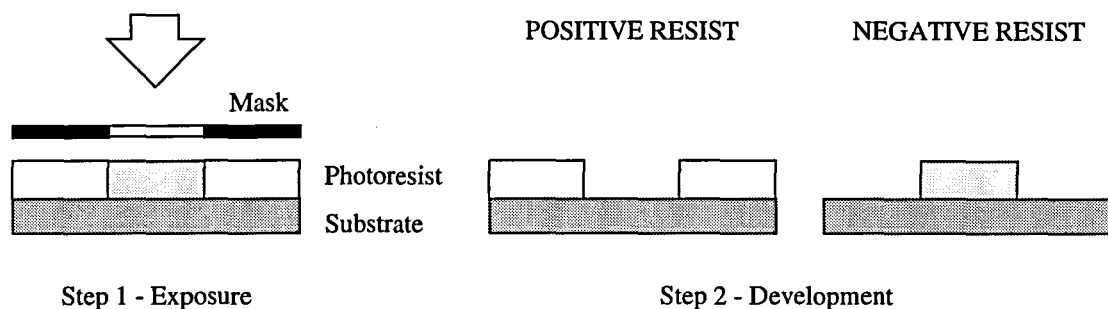 POSITIVE RESIST
NEGATIVE RESIST
Mask
Photoresist
Substrate
Step 1 - Exposure
Step 2 - Development